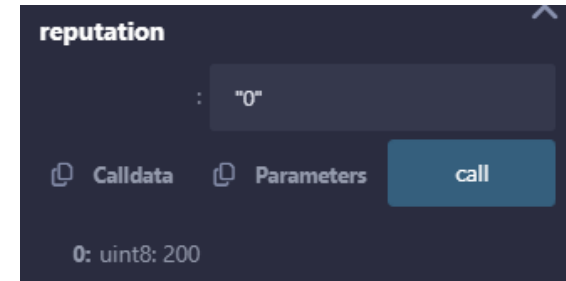 reputation
: "0"
Calldata Parameters call
0: uint8: 200